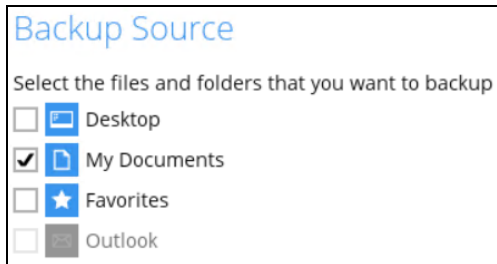 Backup Source
Select the files and folders that you want to backup
Desktop
My Documents
Favorites
Outlook